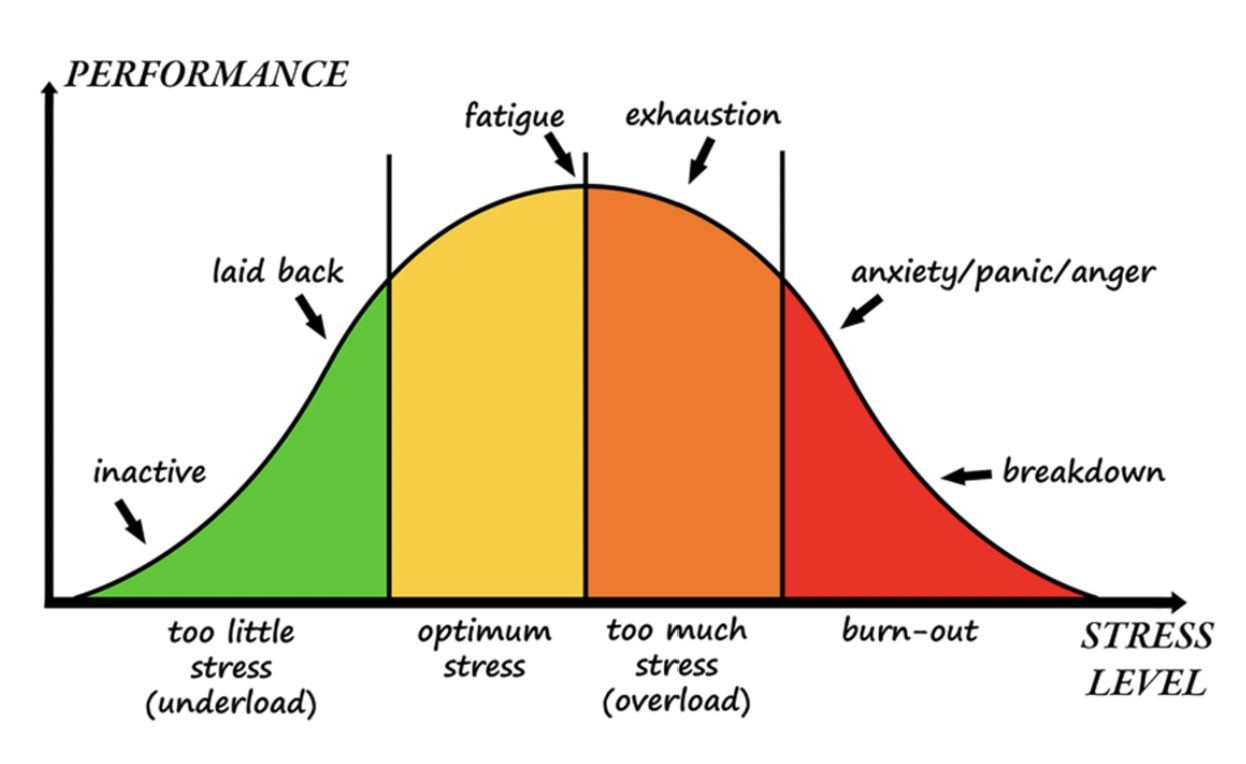 PERFORMANCE
fatigue
exhaustion
laid back
anxiety/panic/anger
inactive
breakdown
too little
stress
(underload)
optimum
stress
too much
stress
(overload)
burn-out
STRESS
LEVEL